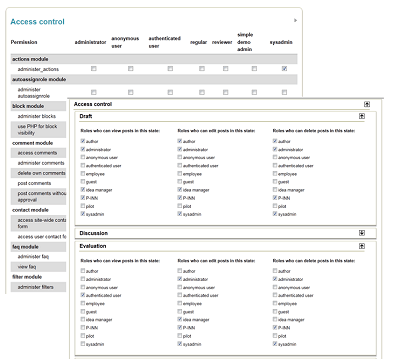 Access control
Permission administrator anonymous user authenticated user regular reviewer simple demo admin sysadmin
actions module
administer_actions
autoassignrole module
administer autoassignrole
block module
administer blocks
use PHP for block visibility
comment module
access comments
administer comments
delete own comments
post comments
post comments without approval
contact module
access site-wide conta
form
access user contact fo
faq module
administer faq
view faq
filter module
administer filters
Access control
Draft
Roles who can view posts in this state: Roles who can edit posts in this state: Roles who can delete posts in this state:
author author author
administrator administrator administrator
anonymous user anonymous user anonymous user
authenticated user authenticated user authenticated user
employee employee employee
guest guest guest
idea manager idea manager idea manager
P-INN P-INN P-INN
pilot pilot pilot
sysadmin sysadmin sysadmin
Discussion
Evaluation
Roles who can view posts in this state: Roles who can edit posts in this state: Roles who can delete posts in this state:
author author author
administrator administrator administrator
anonymous user anonymous user anonymous user
authenticated user authenticated user authenticated user
employee employee employee
guest guest guest
idea manager idea manager idea manager
P-INN P-INN P-INN
pilot pilot pilot
sysadmin sysadmin sysadmin